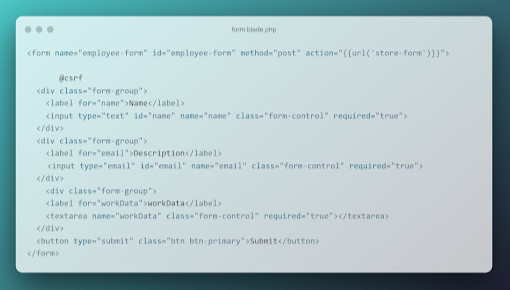 form.blade.php
<form name="employee-form" id="employee-form" method="post" action="{{url('store-form')}}">
@csrf
<div class="form-group">
<label for="name">Name</label>
<input type="text" id="name" name="name" class="form-control" required="true">
</div>
<div class="form-group">
<label for="email">Description</label>
<input type="email" id="email" name="email" class="form-control" required="true">
</div>
<div class="form-group">
<label for="workData">workData</label>
<textarea name="workData" class="form-control" required="true"></textarea>
</div>
<button type="submit" class="btn btn-primary">Submit</button>
</form>